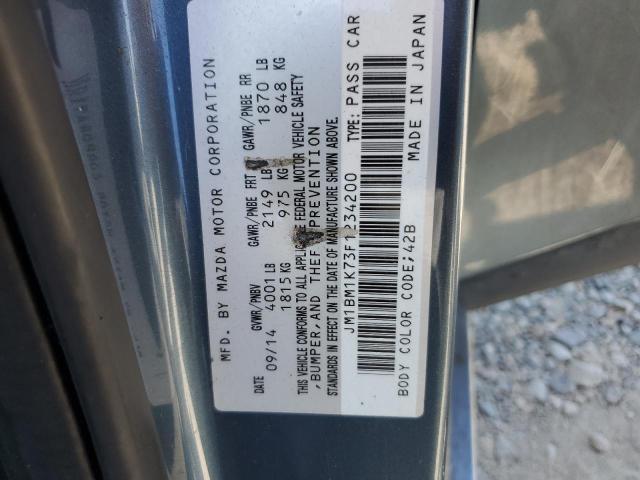 MFD. BY MAZDA MOTOR CORPORATION
DATE GVWR/PNBV GAWR/PNBE FRT GAWR/PNBE RR
09/14 4001 LB 2149 LB 1870 LB
1815 KG 975 KG 848 KG
THIS VEHICLE CONFORMS TO ALL FEDERAL MOTOR VEHICLE SAFETY
,BUMPER,AND THEFT PREVENTION
STANDARDS IN EFFECT ON THE DATE OF MANUFACTURE SHOWN ABOVE.
JM1BM1K73F1234200 TYPE: PASS CAR
BODY COLOR CODE;42B MADE IN JAPAN